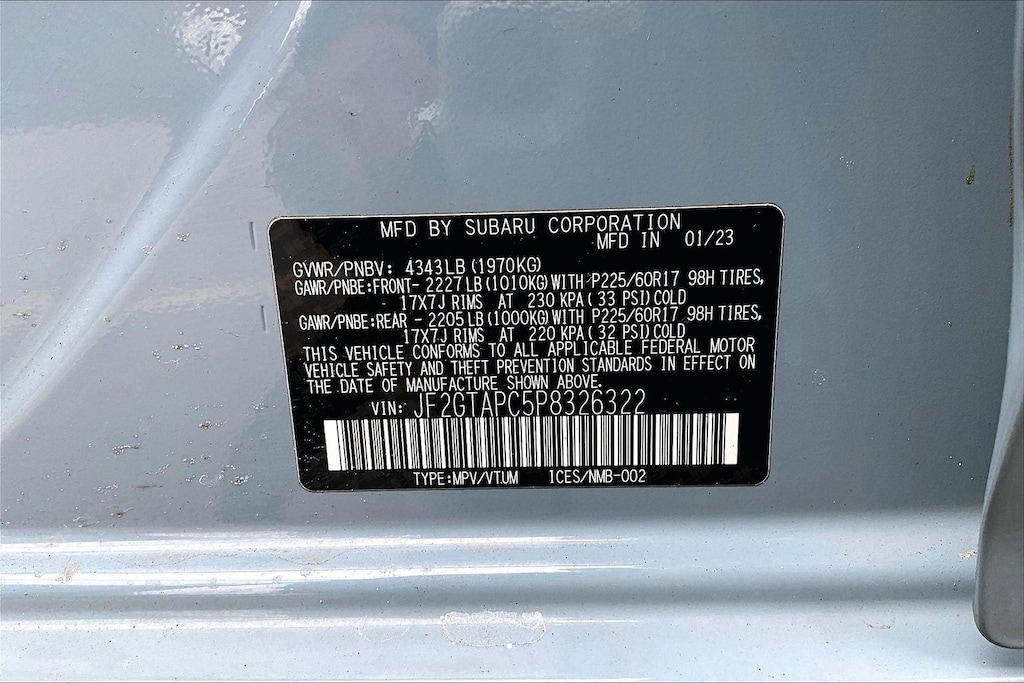 MFD BY SUBARU CORPORATION
MFD IN 01/23
GVWR/PNBV: 4343LB (1970KG)
GAWR/PNBE:FRONT- 2227LB (1010KG) WITH P225/60R17 98H TIRES,
17X7J RIMS AT 230 KPA (33 PSI) COLD
GAWR/PNBE:REAR - 2205LB (1000KG) WITH P225/60R17 98H TIRES,
17X7J RIMS AT 220 KPA (32 PSI) COLD
THIS VEHICLE CONFORMS TO ALL APPLICABLE FEDERAL MOTOR
VEHICLE SAFETY AND THEFT PREVENTION STANDARDS IN EFFECT ON
THE DATE OF MANUFACTURE SHOWN ABOVE.
VIN: JF2GTAPC5P8326322
TYPE:MPV/VTUM ICES/NMB-002